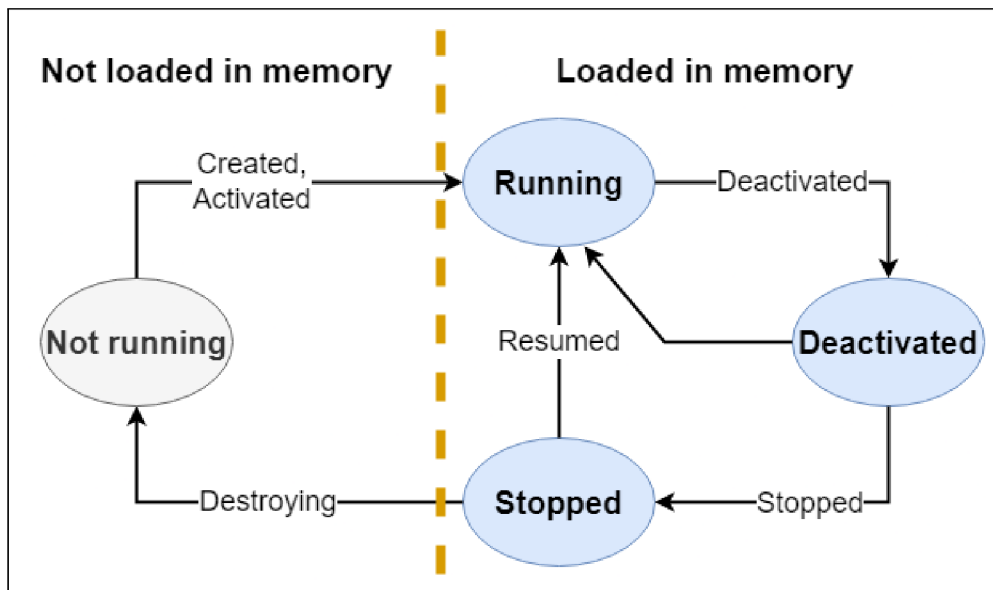 Not loaded in memory
Loaded in memory
Created,
Activated
Running
Deactivated
Not running
Resumed
Deactivated
Destroying
Stopped
Stopped